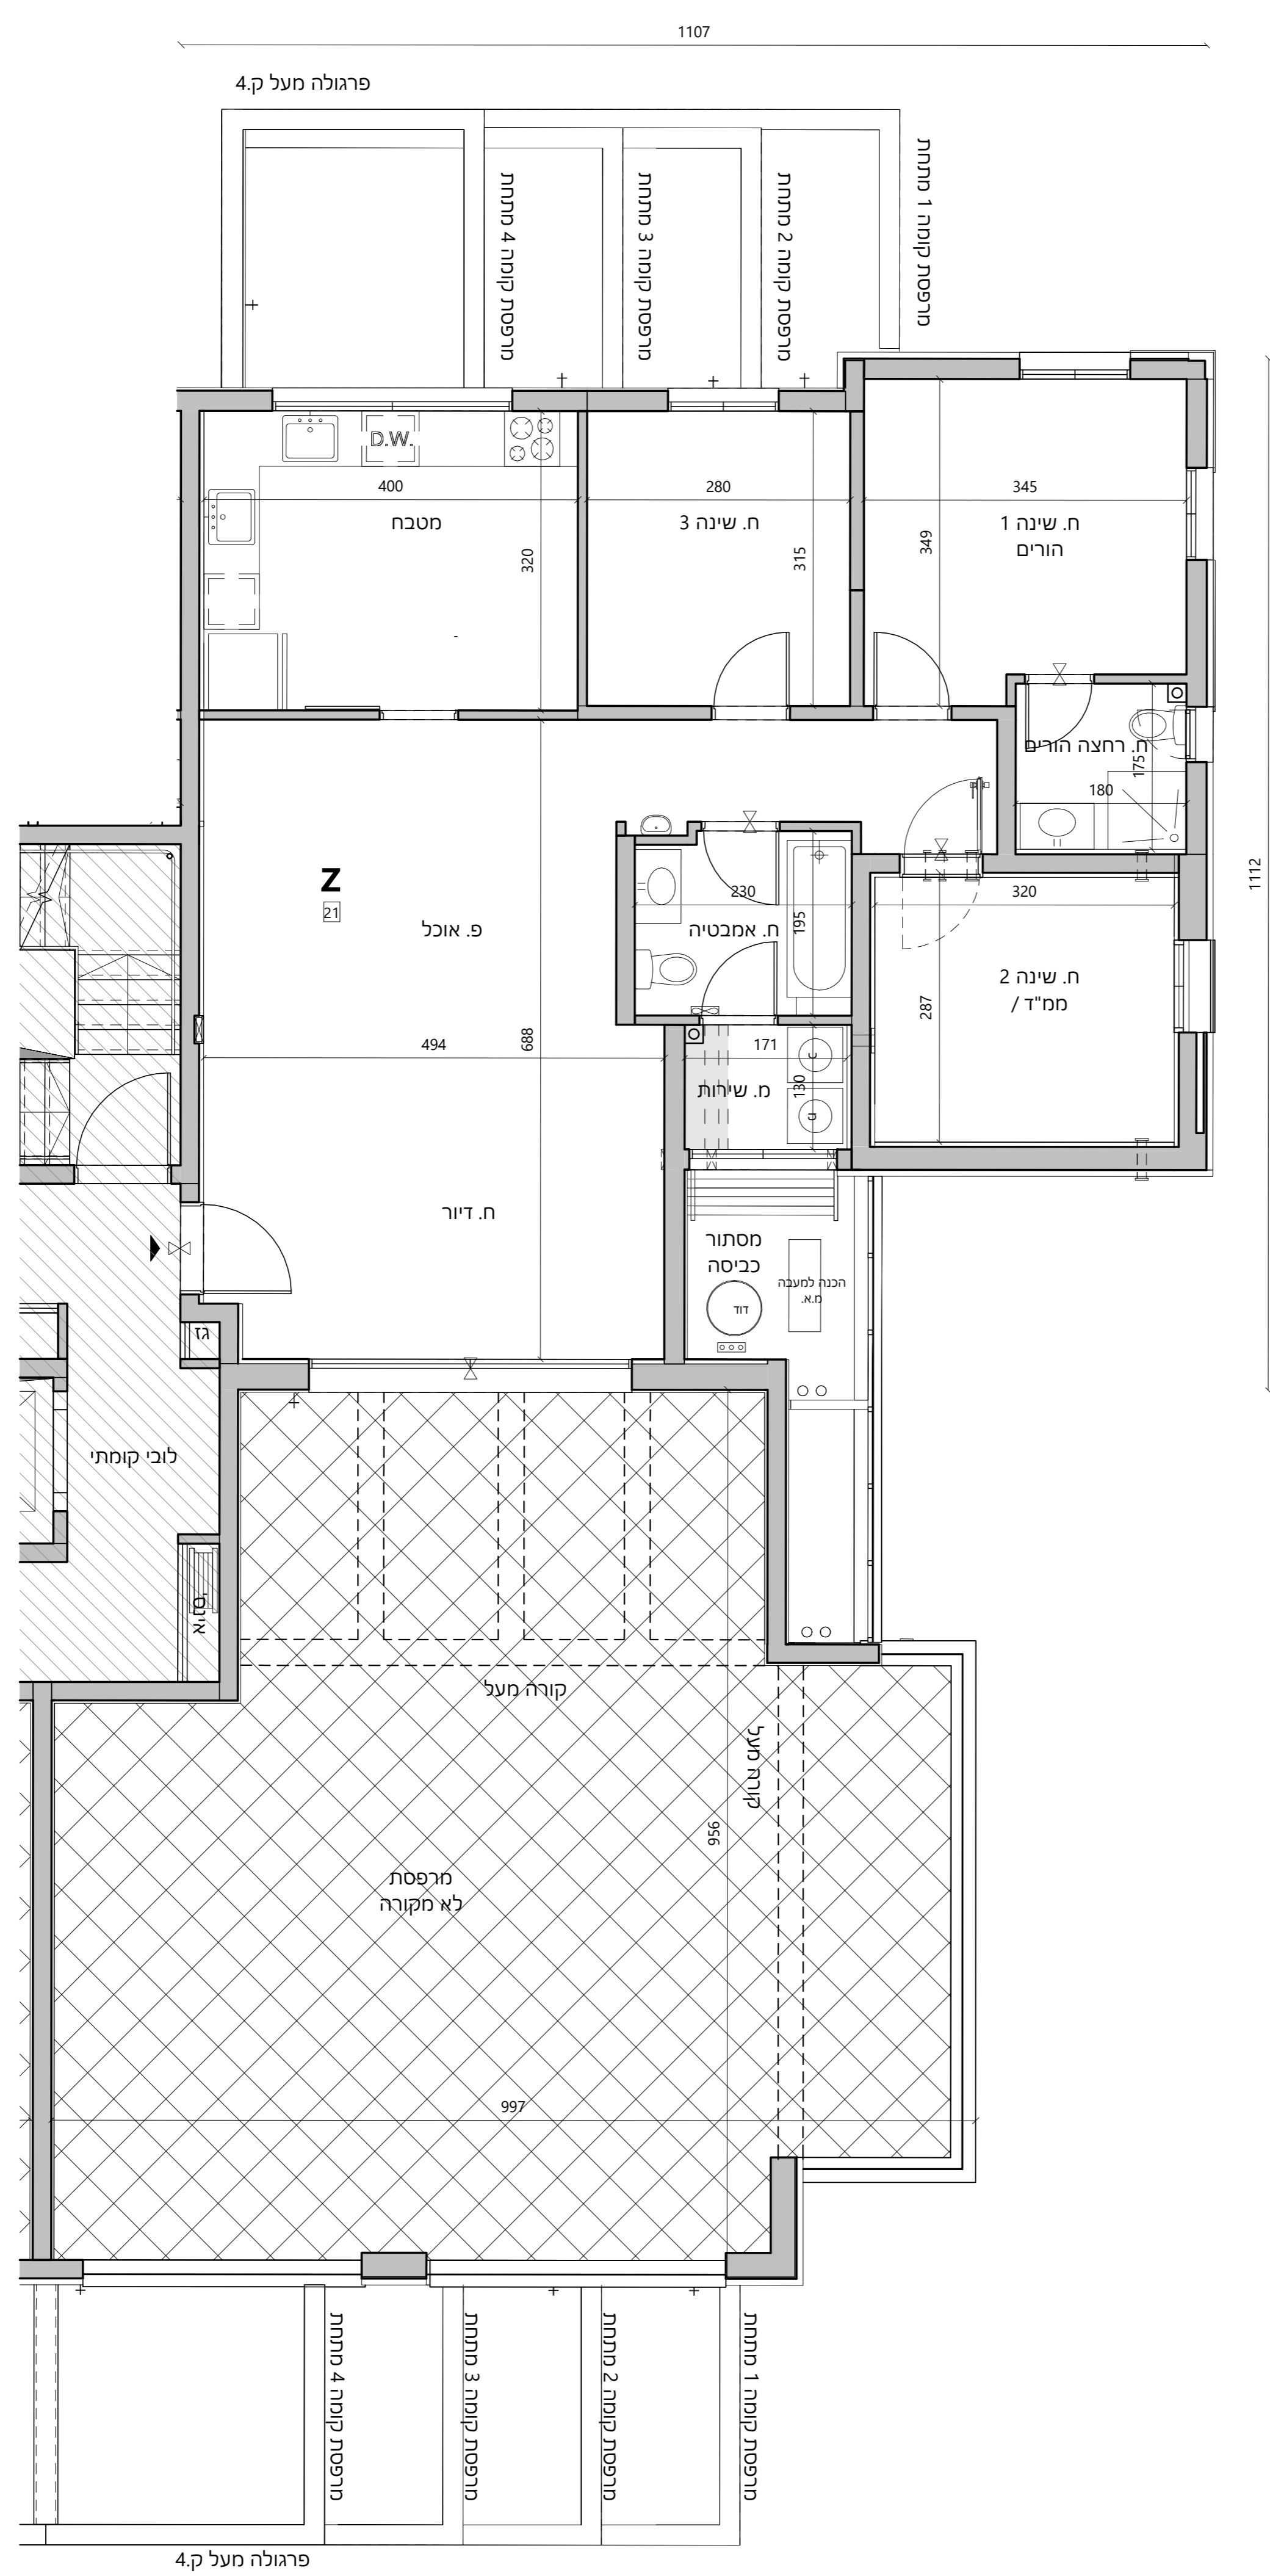 1107
פרגולה מעל ק.4
מרפסת קומה 1 מתחת
מרפסת קומה 2 מתחת
מרפסת קומה 3 מתחת
מרפסת קומה 4 מתחת
D.W.
400
280
345
מטבח
ח. שינה 3
ח. שינה 1
הורים
320
315
349
ח. רחצה הורים
175
180
Z
21
1112
230
320
פ. אוכל
ח. אמבטיה
195
ח. שינה 2
ממ"ד /
287
494
688
171
מ. שירות
130
ח. דיור
מסתור
כביסה
הכנה למעבה
מ.א.
דוד
גז
לובי קומתי
קורה מעל
קורה מעל
956
מרפסת
לא מקורה
997
מרפסת קומה 1 מתחת
מרפסת קומה 2 מתחת
מרפסת קומה 3 מתחת
מרפסת קומה 4 מתחת
פרגולה מעל ק.4